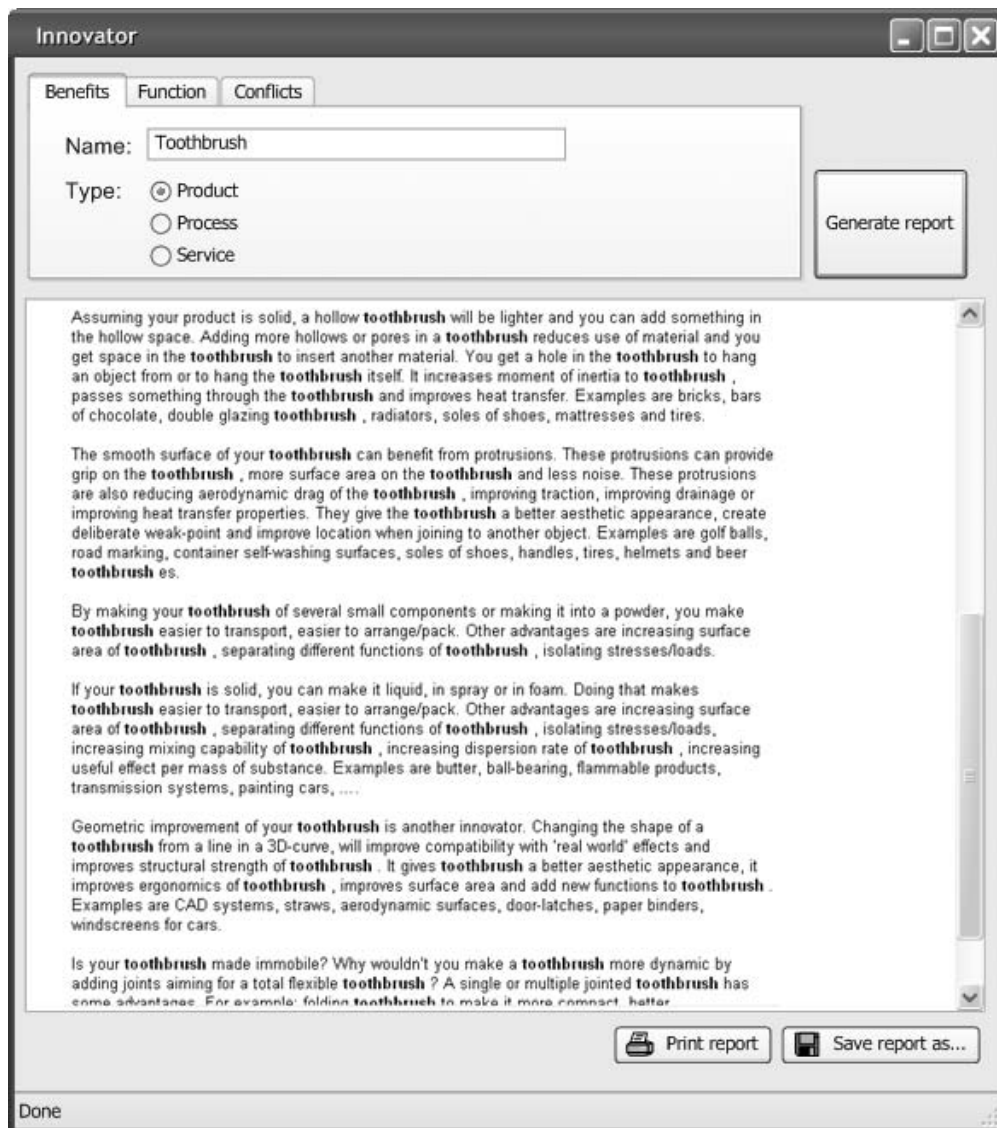 Innovator
Benefits Function Conflicts
Name: Toothbrush
Type: Product
Process
Service
Generate report
Assuming your product is solid, a hollow toothbrush will be lighter and you can add something in
the hollow space. Adding more hollows or pores in a toothbrush reduces use of material and you
get space in the toothbrush to insert another material. You get a hole in the toothbrush to hang
an object from or to hang the toothbrush itself. It increases moment of inertia to toothbrush ,
passes something through the toothbrush and improves heat transfer. Examples are bricks, bars
of chocolate, double glazing toothbrush , radiators, soles of shoes, mattresses and tires.
The smooth surface of your toothbrush can benefit from protrusions. These protrusions can provide
grip on the toothbrush , more surface area on the toothbrush and less noise. These protrusions
are also reducing aerodynamic drag of the toothbrush , improving traction, improving drainage or
improving heat transfer properties. They give the toothbrush a better aesthetic appearance, create
deliberate weak-point and improve location when joining to another object. Examples are golf balls,
road marking, container self-washing surfaces, soles of shoes, handles, tires, helmets and beer
toothbrush es.
By making your toothbrush of several small components or making it into a powder, you make
toothbrush easier to transport, easier to arrange/pack. Other advantages are increasing surface
area of toothbrush , separating different functions of toothbrush , isolating stresses/loads.
If your toothbrush is solid, you can make it liquid, in spray or in foam. Doing that makes
toothbrush easier to transport, easier to arrange/pack. Other advantages are increasing surface
area of toothbrush , separating different functions of toothbrush , isolating stresses/loads,
increasing mixing capability of toothbrush , increasing dispersion rate of toothbrush , increasing
useful effect per mass of substance. Examples are butter, ball-bearing, flammable products,
transmission systems, painting cars, ....
Geometric improvement of your toothbrush is another innovator. Changing the shape of a
toothbrush from a line in a 3D-curve, will improve compatibility with 'real world' effects and
improves structural strength of toothbrush . It gives toothbrush a better aesthetic appearance, it
improves ergonomics of toothbrush , improves surface area and add new functions to toothbrush .
Examples are CAD systems, straws, aerodynamic surfaces, door-latches, paper binders,
windscreens for cars.
Is your toothbrush made immobile? Why wouldn't you make a toothbrush more dynamic by
adding joints aiming for a total flexible toothbrush ? A single or multiple jointed toothbrush has
some advantages. For example: folding toothbrush to make it more compact, better
Print report Save report as...
Done